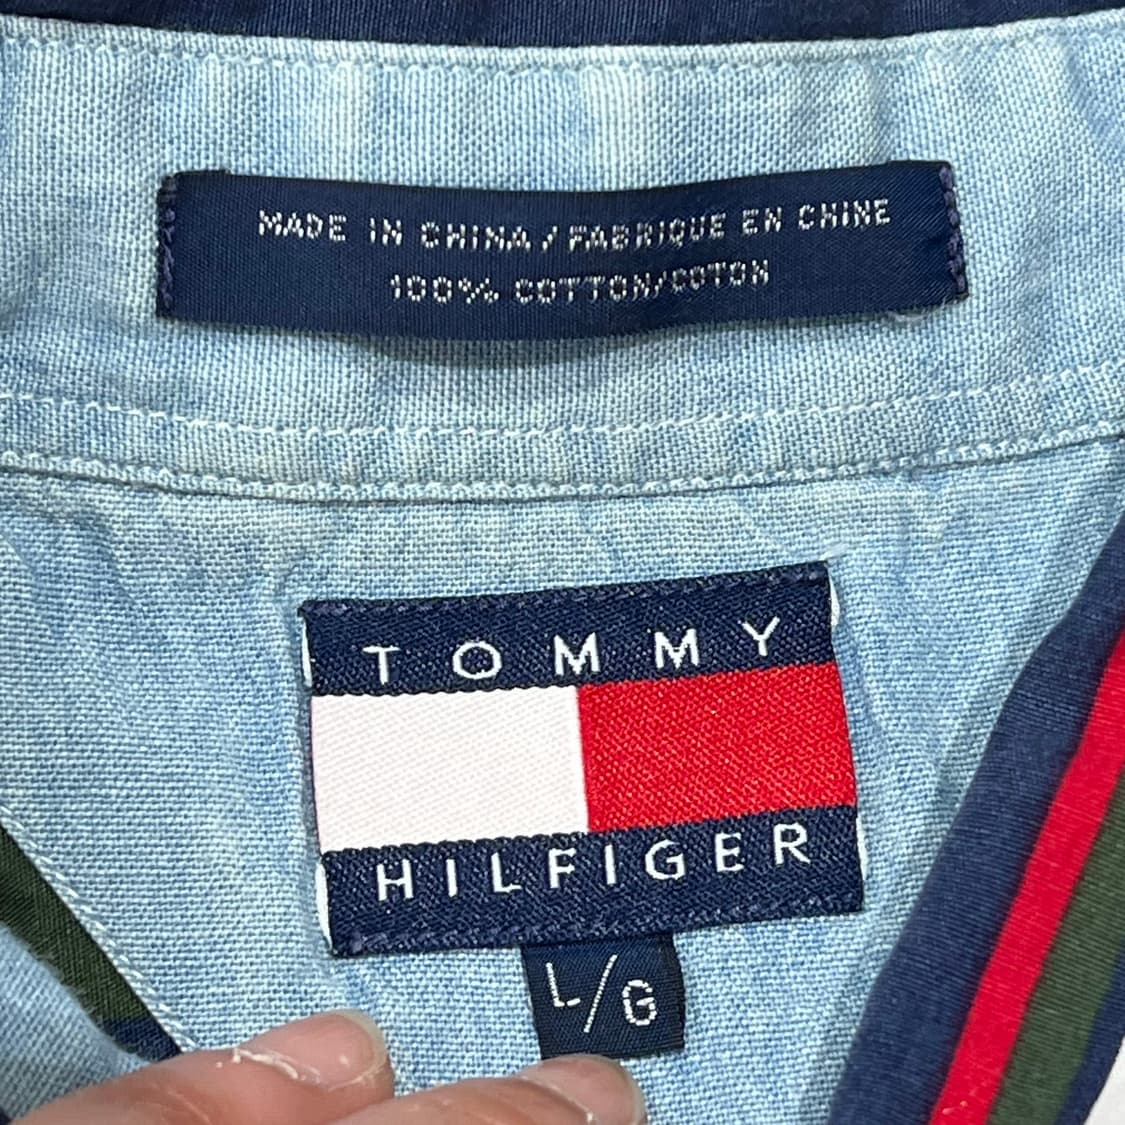 MADE IN CHINA / FABRIQUE EN CHINE
100% COTTON/COTON
TOMMY
HILFIGER
L/G